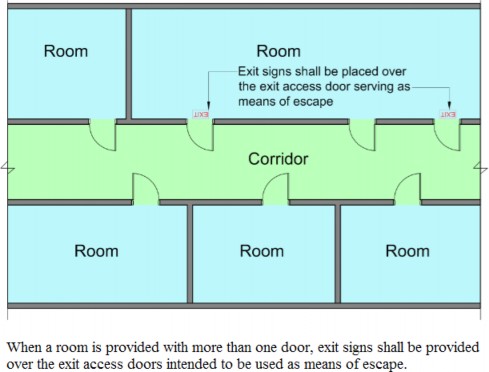 Room
Room
Exit signs shall be placed over
the exit access door serving as
means of escape
EXIT
EXIT
Corridor
Room
Room
Room
When a room is provided with more than one door, exit signs shall be provided
over the exit access doors intended to be used as means of escape.